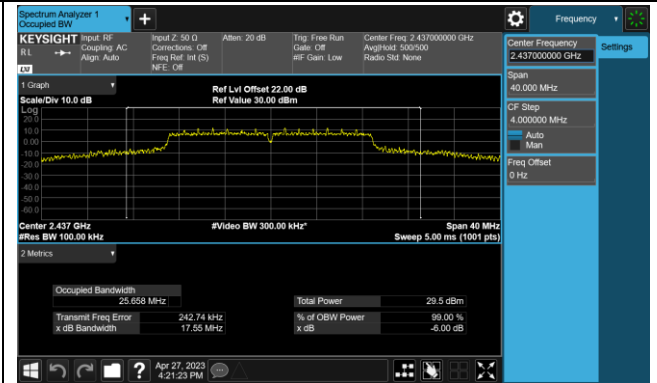 Spectrum Analyzer 1
Occupied BW
Frequency
KEYSIGHT
R L
Input: RF
Coupling: AC
Align: Auto
Input Z: 50 Ω
Corrections: Off
Freq Ref: Int (S)
NFE: Off
Atten: 20 dB
Trig: Free Run
Gate: Off
#IF Gain: Low
Center Freq: 2.437000000 GHz
Avg|Hold: 500/500
Radio Std: None
1 Graph
Scale/Div 10.0 dB
Ref Lvl Offset 22.00 dB
Ref Value 30.00 dBm
Log
20.0
10.0
0.00
-10.0
-20.0
-30.0
-40.0
-50.0
-60.0
Center 2.437 GHz
#Res BW 100.00 kHz
#Video BW 300.00 kHz*
Span 40 MHz
Sweep 5.00 ms (1001 pts)
2 Metrics
Occupied Bandwidth
25.658 MHz
Transmit Freq Error 242.74 kHz
x dB Bandwidth 17.55 MHz
Total Power 29.5 dBm
% of OBW Power 99.00 %
x dB -6.00 dB
Center Frequency
2.437000000 GHz
Span
40.000 MHz
CF Step
4.000000 MHz
Auto
Man
Freq Offset
0 Hz
Settings
?
Apr 27, 2023
4:21:23 PM